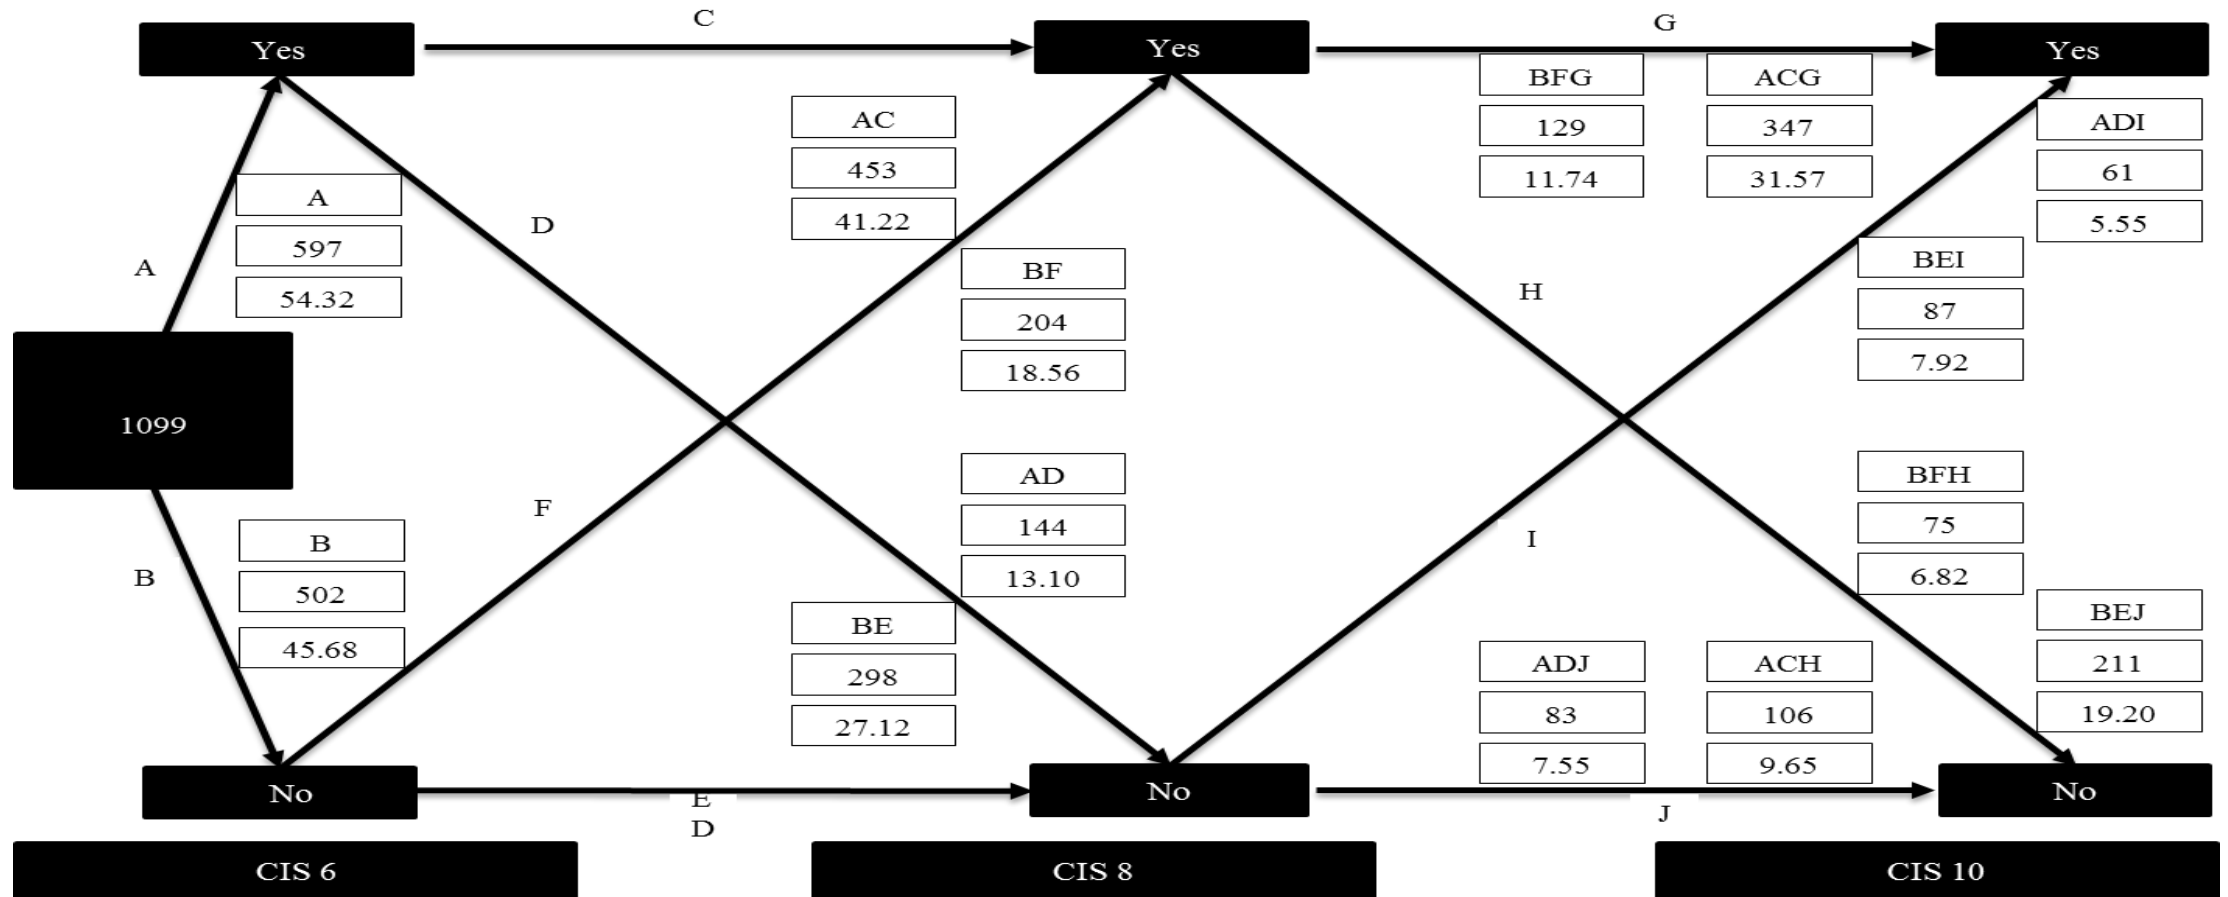 C
G
Yes
Yes
Yes
BFG
ACG
129
347
11.74
31.57
AC
453
41.22
ADI
61
5.55
A
597
54.32
A
D
BF
204
18.56
H
BEI
87
7.92
1099
F
AD
144
13.10
I
BFH
75
6.82
B
B
502
45.68
BE
298
27.12
ADJ
ACH
83
106
7.55
9.65
BEJ
211
19.20
No
No
No
E
D
J
CIS 6
CIS 8
CIS 10